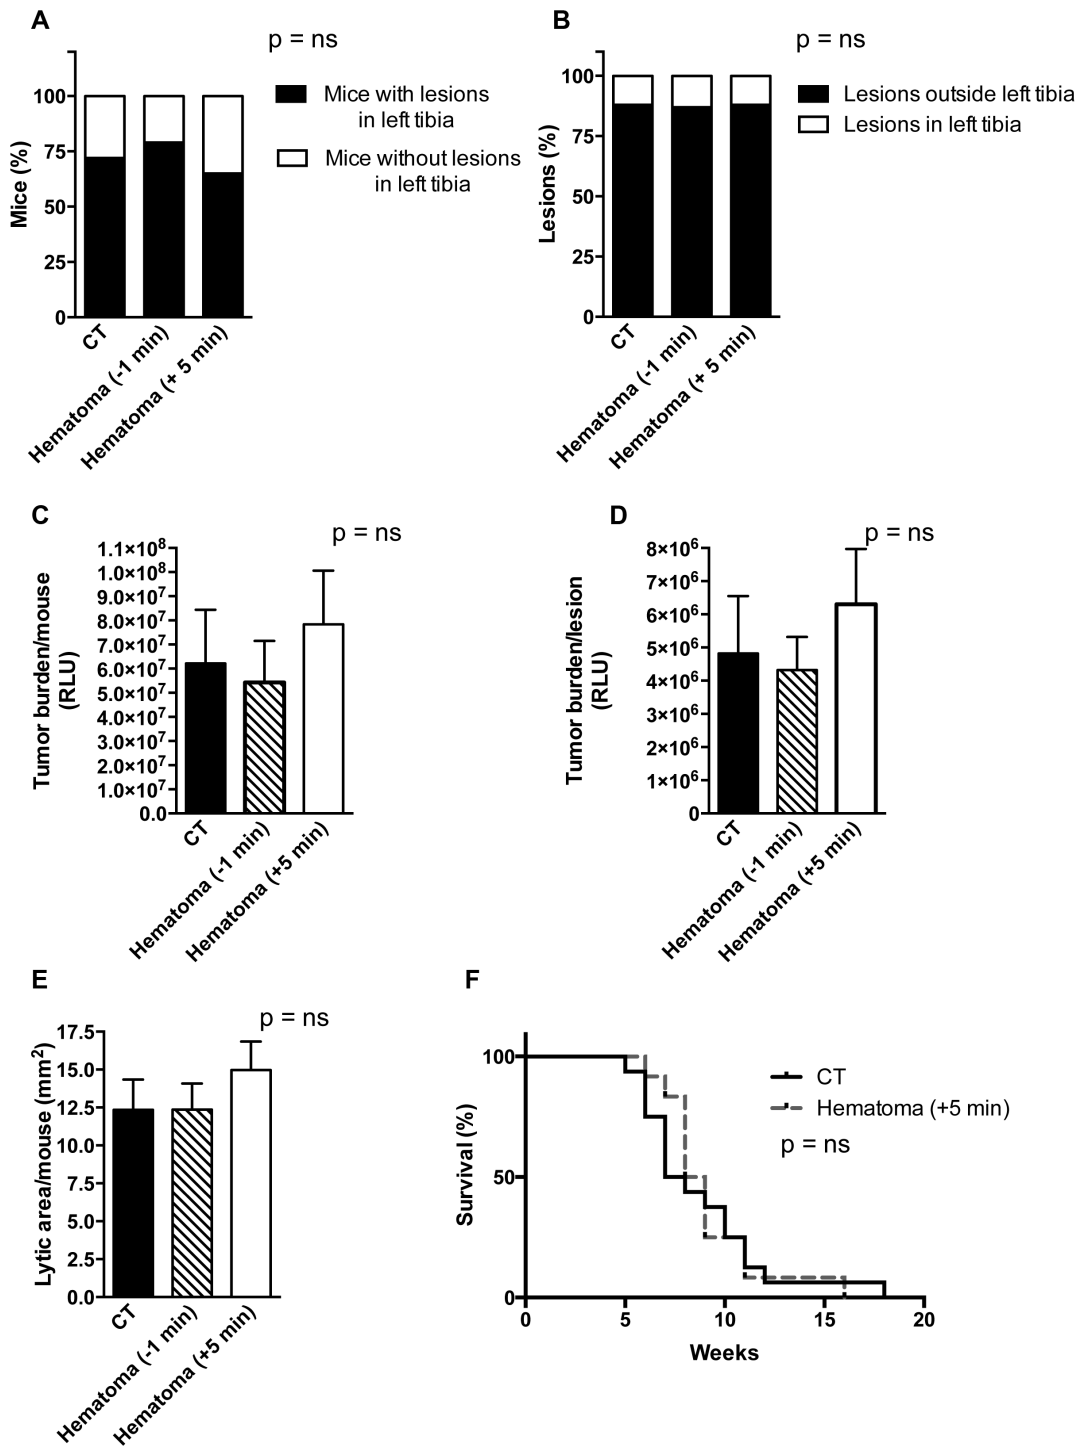 A
p = ns
Mice (%)
100
75
50
25
0
CT
Hematoma (-1 min)
Hematoma (+ 5 min)
Mice with lesions
in left tibia
Mice without lesions
in left tibia
B
p = ns
Lesions (%)
100
75
50
25
0
CT
Hematoma (-1 min)
Hematoma (+ 5 min)
Lesions outside left tibia
Lesions in left tibia
C
p = ns
Tumor burden/mouse
(RLU)
1.1×10⁸
1.0×10⁸
9.0×10⁷
8.0×10⁷
7.0×10⁷
6.0×10⁷
5.0×10⁷
4.0×10⁷
3.0×10⁷
2.0×10⁷
1.0×10⁷
0.0
CT
Hematoma (-1 min)
Hematoma (+5 min)
D
p = ns
Tumor burden/lesion
(RLU)
8×10⁶
7×10⁶
6×10⁶
5×10⁶
4×10⁶
3×10⁶
2×10⁶
1×10⁶
0
CT
Hematoma (-1 min)
Hematoma (+5 min)
E
p = ns
Lytic area/mouse (mm²)
17.5
15.0
12.5
10.0
7.5
5.0
2.5
0.0
CT
Hematoma (-1 min)
Hematoma (+5 min)
F
Survival (%)
100
50
0
CT
Hematoma (+5 min)
p = ns
0
5
10
15
20
Weeks